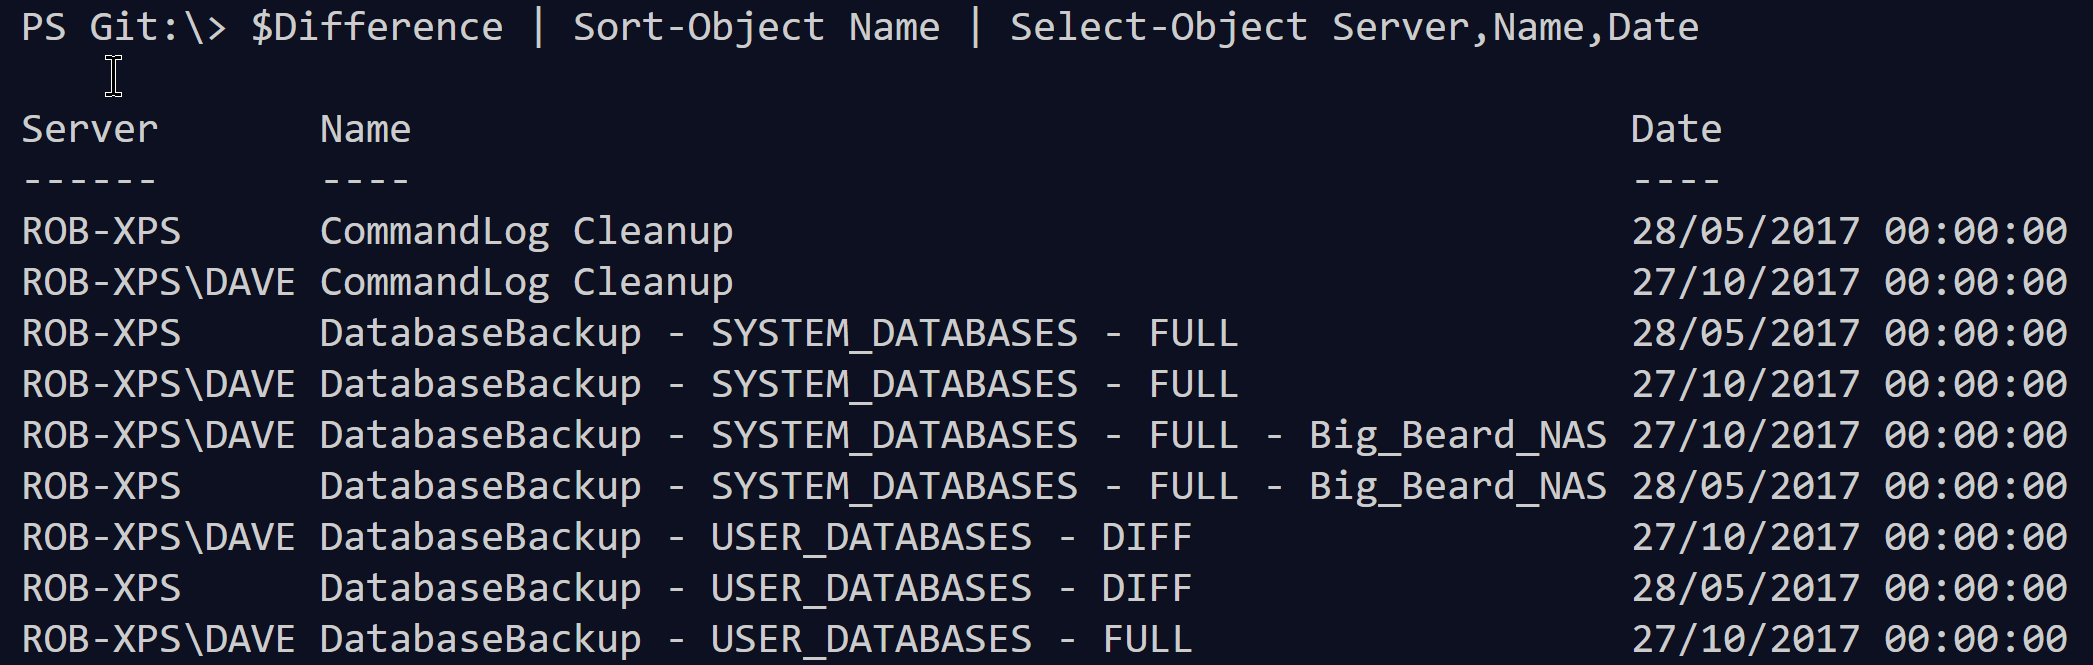 PS Git:\> $Difference | Sort-Object Name | Select-Object Server,Name,Date
Server Name Date
------ ---- ----
ROB-XPS CommandLog Cleanup 28/05/2017 00:00:00
ROB-XPS\DAVE CommandLog Cleanup 27/10/2017 00:00:00
ROB-XPS DatabaseBackup - SYSTEM_DATABASES - FULL 28/05/2017 00:00:00
ROB-XPS\DAVE DatabaseBackup - SYSTEM_DATABASES - FULL 27/10/2017 00:00:00
ROB-XPS\DAVE DatabaseBackup - SYSTEM_DATABASES - FULL - Big_Beard_NAS 27/10/2017 00:00:00
ROB-XPS DatabaseBackup - SYSTEM_DATABASES - FULL - Big_Beard_NAS 28/05/2017 00:00:00
ROB-XPS\DAVE DatabaseBackup - USER_DATABASES - DIFF 27/10/2017 00:00:00
ROB-XPS DatabaseBackup - USER_DATABASES - DIFF 28/05/2017 00:00:00
ROB-XPS\DAVE DatabaseBackup - USER_DATABASES - FULL 27/10/2017 00:00:00